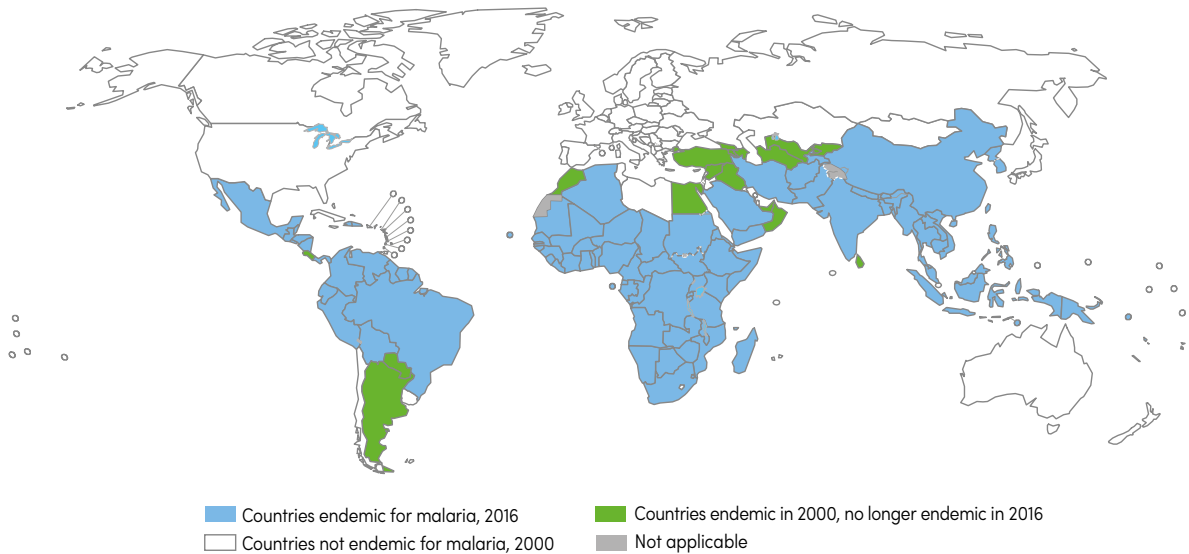 Countries endemic for malaria, 2016
Countries endemic in 2000, no longer endemic in 2016
Countries not endemic for malaria, 2000
Not applicable